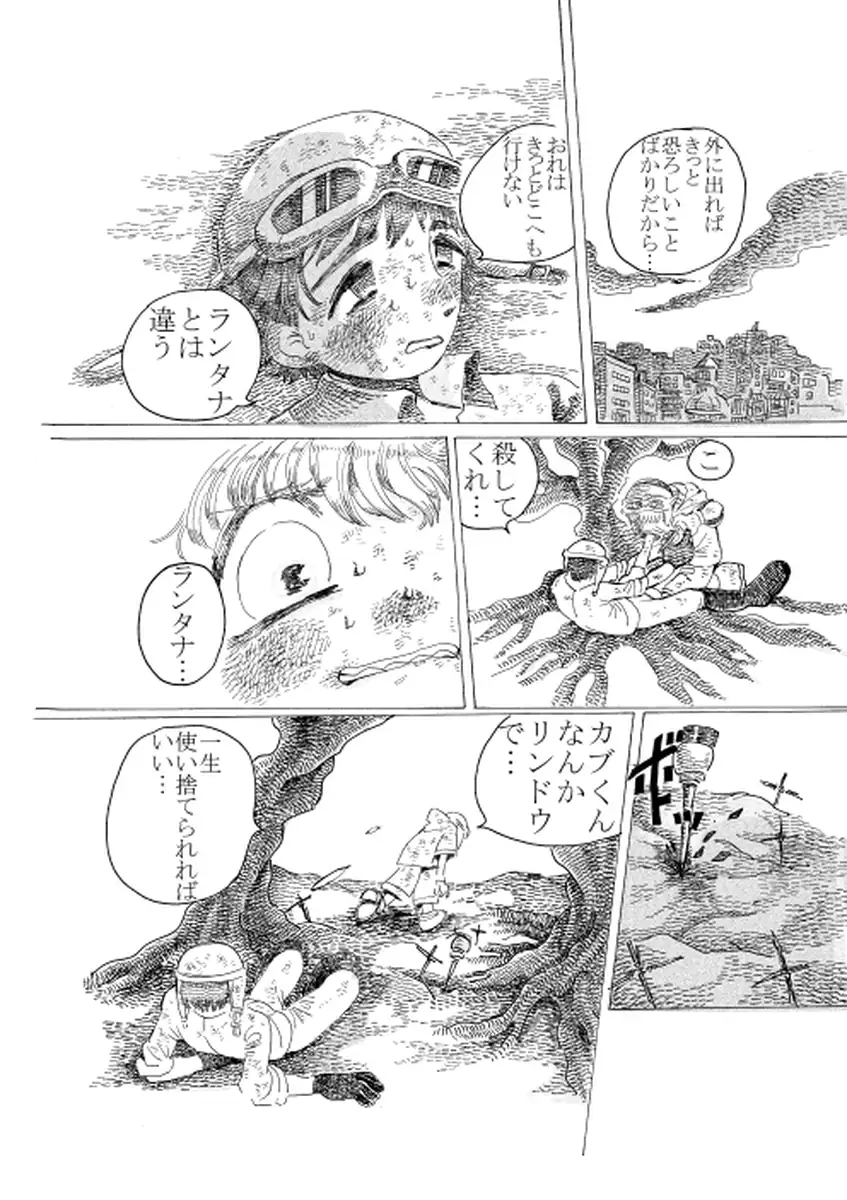 外に出れば
きっと
恐ろしいこと
ばかりだから…
おれは
きっとどこへも
行けない
ランタナ
とは
違う
こ
殺して
くれ…
ランタナ…
ボト
カブくん
なんか
リンドウ
で…
一生
使い捨てられれば
いい…